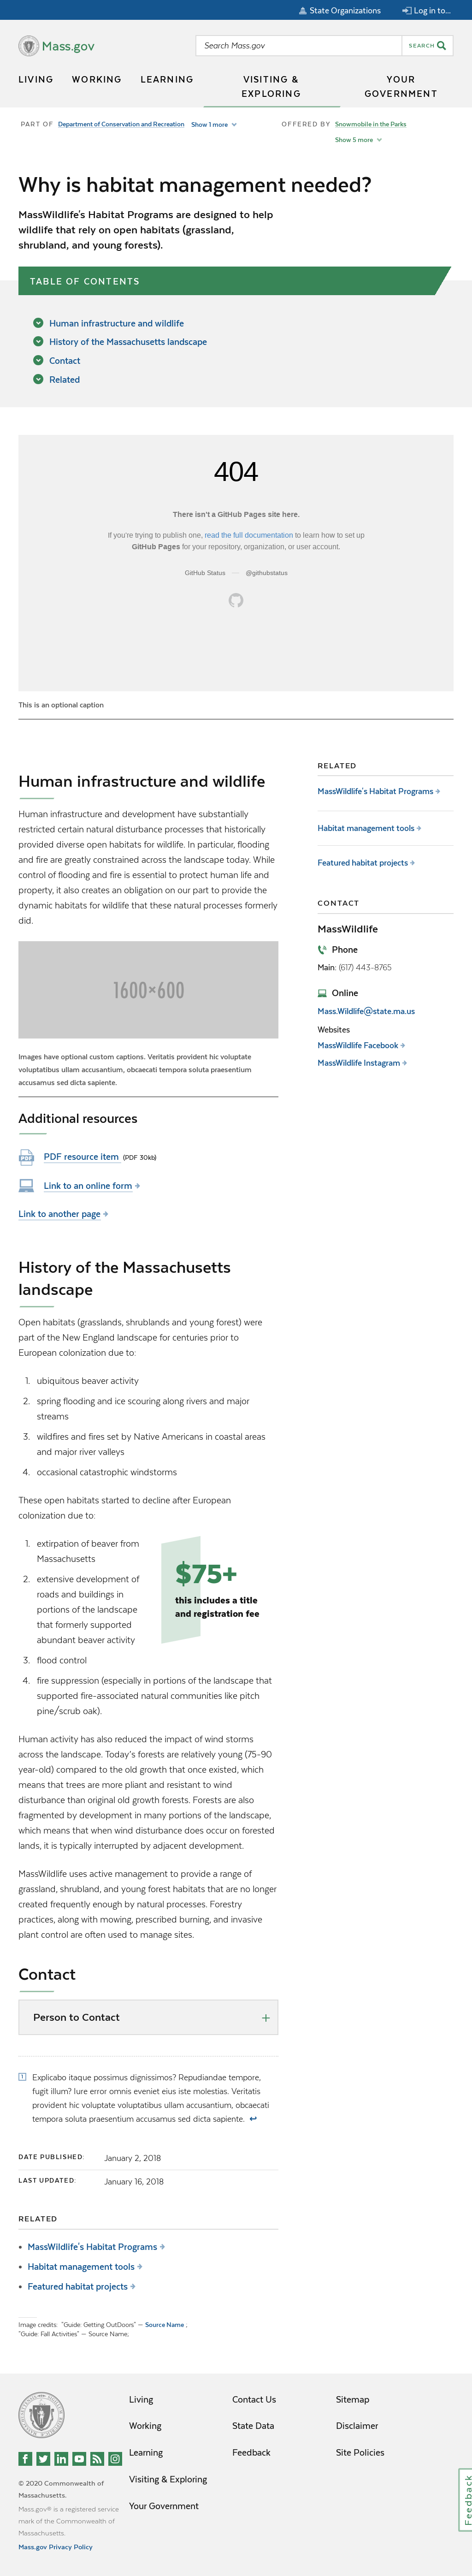 State Organizations
Log in to...
Mass.gov
Search Mass.gov
SEARCH
LIVING
WORKING
LEARNING
VISITING &
EXPLORING
YOUR
GOVERNMENT
PART OF Department of Conservation and Recreation Show 1 more
OFFERED BY Snowmobile in the Parks
Show 5 more
Why is habitat management needed?
MassWildlife's Habitat Programs are designed to help
wildlife that rely on open habitats (grassland,
shrubland, and young forests).
TABLE OF CONTENTS
Human infrastructure and wildlife
History of the Massachusetts landscape
Contact
Related
404
There isn't a GitHub Pages site here.
If you're trying to publish one, read the full documentation to learn how to set up
GitHub Pages for your repository, organization, or user account.
GitHub Status — @githubstatus
This is an optional caption
Human infrastructure and wildlife
Human infrastructure and development have substantially
restricted certain natural disturbance processes that historically
provided diverse open habitats for wildlife. In particular, flooding
and fire are greatly constrained across the landscape today. While
control of flooding and fire is essential to protect human life and
property, it also creates an obligation on our part to provide the
dynamic habitats for wildlife that these natural processes formerly
did.
1600×600
Images have optional custom captions. Veritatis provident hic voluptate
voluptatibus ullam accusantium, obcaecati tempora soluta praesentium
accusamus sed dicta sapiente.
Additional resources
PDF
PDF resource item (PDF 30kb)
Link to an online form
Link to another page
RELATED
MassWildlife's Habitat Programs
Habitat management tools
Featured habitat projects
CONTACT
MassWildlife
Phone
Main: (617) 443-8765
Online
Mass.Wildlife@state.ma.us
Websites
MassWildlife Facebook
MassWildlife Instagram
History of the Massachusetts
landscape
Open habitats (grasslands, shrublands and young forest) were
part of the New England landscape for centuries prior to
European colonization due to:
1. ubiquitous beaver activity
2. spring flooding and ice scouring along rivers and major
streams
3. wildfires and fires set by Native Americans in coastal areas
and major river valleys
4. occasional catastrophic windstorms
These open habitats started to decline after European
colonization due to:
1. extirpation of beaver from
Massachusetts
2. extensive development of
roads and buildings in
portions of the landscape
that formerly supported
abundant beaver activity
$75+
this includes a title
and registration fee
3. flood control
4. fire suppression (especially in portions of the landscape that
supported fire-associated natural communities like pitch
pine/scrub oak).
Human activity has also reduced the impact of wind storms
across the landscape. Today's forests are relatively young (75-90
year-old) compared to the old growth that once existed, which
means that trees are more pliant and resistant to wind
disturbance than original old growth forests. Forests are also
fragmented by development in many portions of the landscape,
which means that even when wind disturbance does occur on forested
lands, it is typically interrupted by adjacent development.
MassWildlife uses active management to provide a range of
grassland, shrubland, and young forest habitats that are no longer
created frequently enough by natural processes. Forestry
practices, along with mowing, prescribed burning, and invasive
plant control are often used to manage sites.
Contact
Person to Contact
1 Explicabo itaque possimus dignissimos? Repudiandae tempore,
fugit illum? Iure error omnis eveniet eius iste molestias. Veritatis
provident hic voluptate voluptatibus ullam accusantium, obcaecati
tempora soluta praesentium accusamus sed dicta sapiente. ↩
DATE PUBLISHED: January 2, 2018
LAST UPDATED: January 16, 2018
RELATED
MassWildlife's Habitat Programs
Habitat management tools
Featured habitat projects
Image credits: "Guide: Getting OutDoors" — Source Name ;
"Guide: Fall Activities" — Source Name;
© 2020 Commonwealth of
Massachusetts.
Mass.gov® is a registered service
mark of the Commonwealth of
Massachusetts.
Mass.gov Privacy Policy
Living
Working
Learning
Visiting & Exploring
Your Government
Contact Us
State Data
Feedback
Sitemap
Disclaimer
Site Policies
Feedback